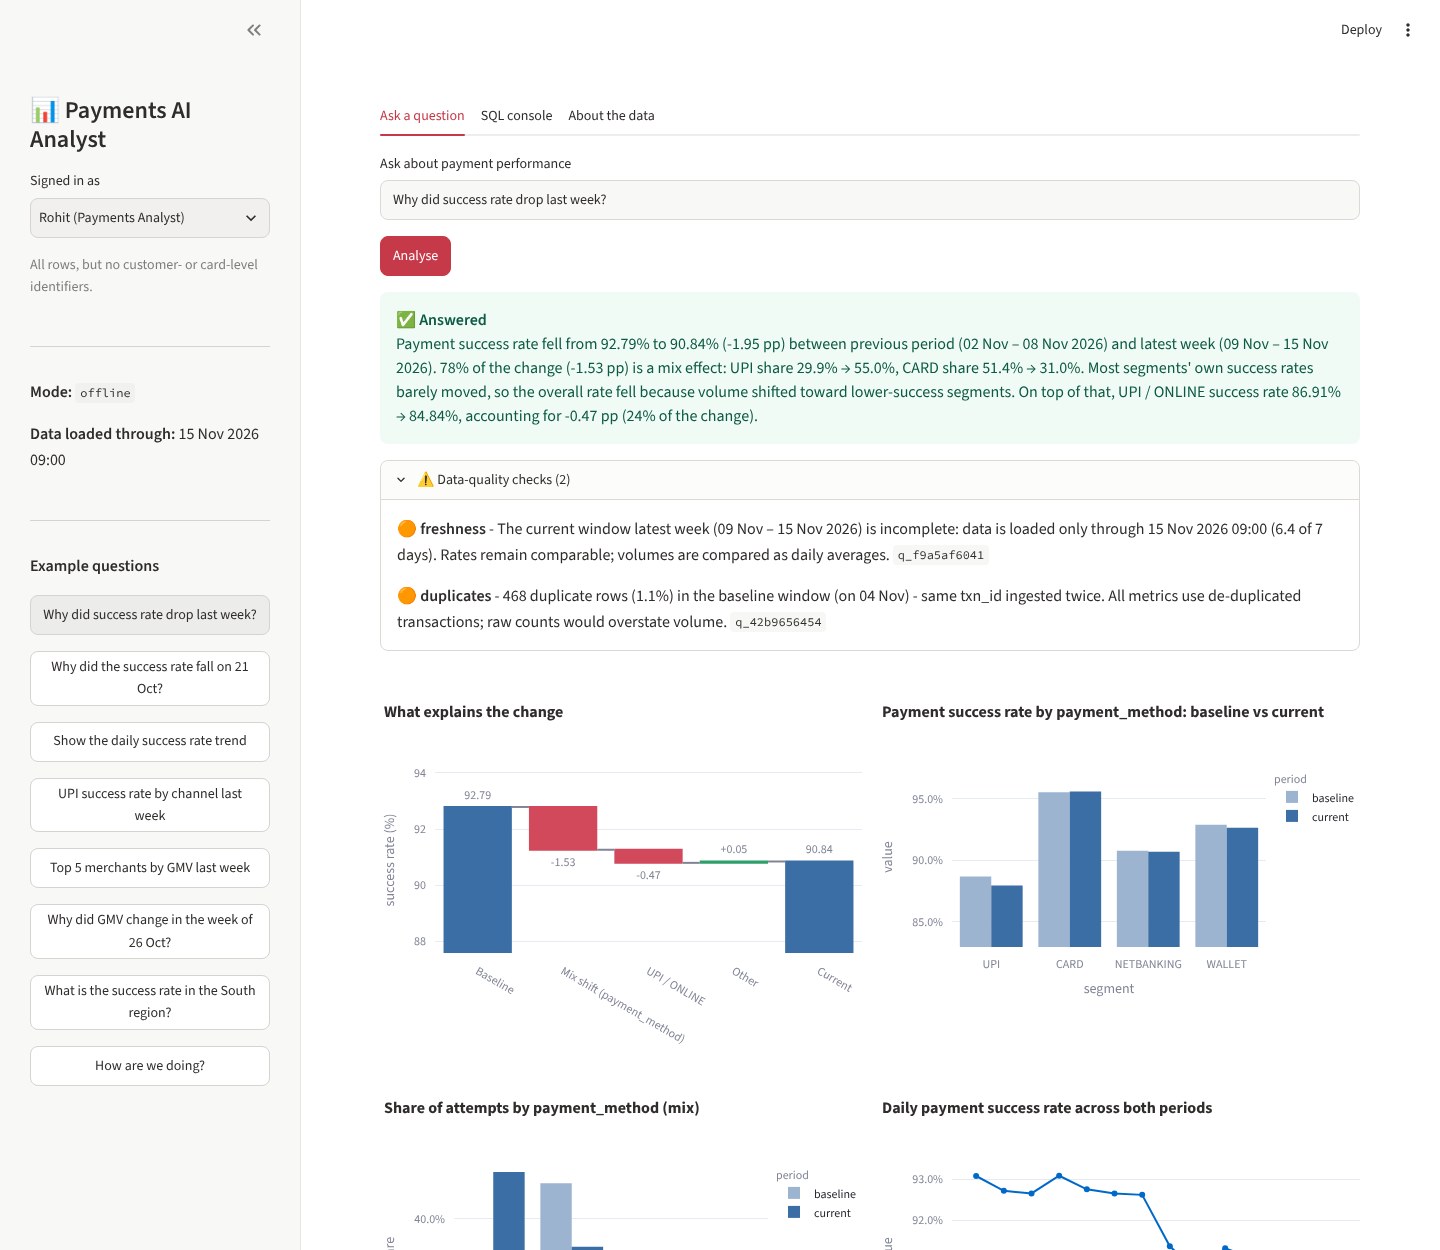 Deploy
📊 Payments AI
Analyst
Signed in as
Rohit (Payments Analyst)
All rows, but no customer- or card-level
identifiers.
Mode: offline
Data loaded through: 15 Nov 2026
09:00
Example questions
Why did success rate drop last week?
Why did the success rate fall on 21
Oct?
Show the daily success rate trend
UPI success rate by channel last
week
Top 5 merchants by GMV last week
Why did GMV change in the week of
26 Oct?
What is the success rate in the South
region?
How are we doing?
Ask a question SQL console About the data
Ask about payment performance
Why did success rate drop last week?
Analyse
✅ Answered
Payment success rate fell from 92.79% to 90.84% (-1.95 pp) between previous period (02 Nov – 08 Nov 2026) and latest week (09 Nov – 15 Nov
2026). 78% of the change (-1.53 pp) is a mix effect: UPI share 29.9% → 55.0%, CARD share 51.4% → 31.0%. Most segments' own success rates
barely moved, so the overall rate fell because volume shifted toward lower-success segments. On top of that, UPI / ONLINE success rate 86.91%
→ 84.84%, accounting for -0.47 pp (24% of the change).
⚠️ Data-quality checks (2)
🟠 freshness - The current window latest week (09 Nov – 15 Nov 2026) is incomplete: data is loaded only through 15 Nov 2026 09:00 (6.4 of 7
days). Rates remain comparable; volumes are compared as daily averages. q_f9a5af6041
🟠 duplicates - 468 duplicate rows (1.1%) in the baseline window (on 04 Nov) - same txn_id ingested twice. All metrics use de-duplicated
transactions; raw counts would overstate volume. q_42b9656454
What explains the change
success rate (%)
94
92
90
88
92.79
-1.53
-0.47
+0.05
90.84
Baseline
Mix shift (payment_method)
UPI / ONLINE
Other
Current
Payment success rate by payment_method: baseline vs current
value
95.0%
90.0%
85.0%
UPI
CARD
NETBANKING
WALLET
segment
period
baseline
current
Share of attempts by payment_method (mix)
40.0%
period
baseline
current
Daily payment success rate across both periods
93.0%
92.0%